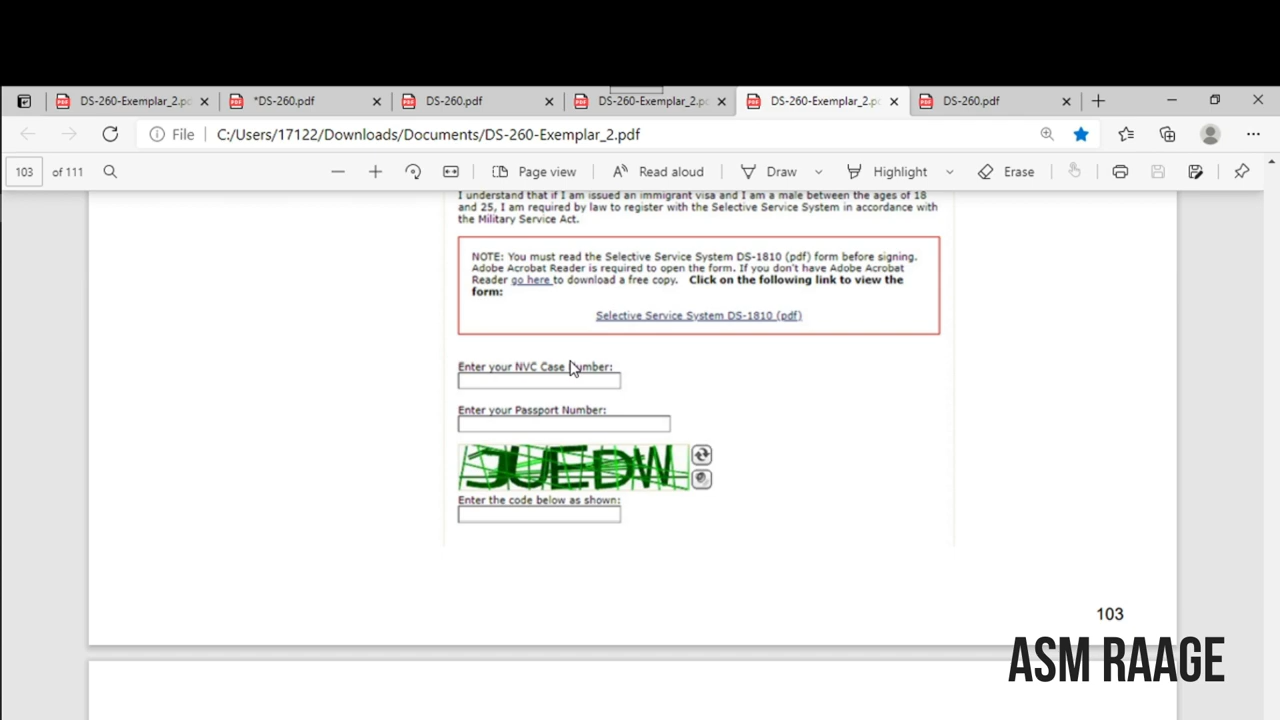 DS-260-Exemplar_2.pd
*DS-260.pdf
DS-260.pdf
DS-260-Exemplar_2.pd
DS-260-Exemplar_2.pd
DS-260.pdf
File C:/Users/17122/Downloads/Documents/DS-260-Exemplar_2.pdf
103 of 111 Page view Read aloud Draw Highlight Erase
I understand that if I am issued an immigrant visa and I am a male between the ages of 18
and 25, I am required by law to register with the Selective Service System in accordance with
the Military Service Act.
NOTE: You must read the Selective Service System DS-1810 (pdf) form before signing.
Adobe Acrobat Reader is required to open the form. If you don't have Adobe Acrobat
Reader go here to download a free copy. Click on the following link to view the
form:
Selective Service System DS-1810 (pdf)
Enter your NVC Case Number:
Enter your Passport Number:
JUEDW
Enter the code below as shown:
103
ASM RAAGE